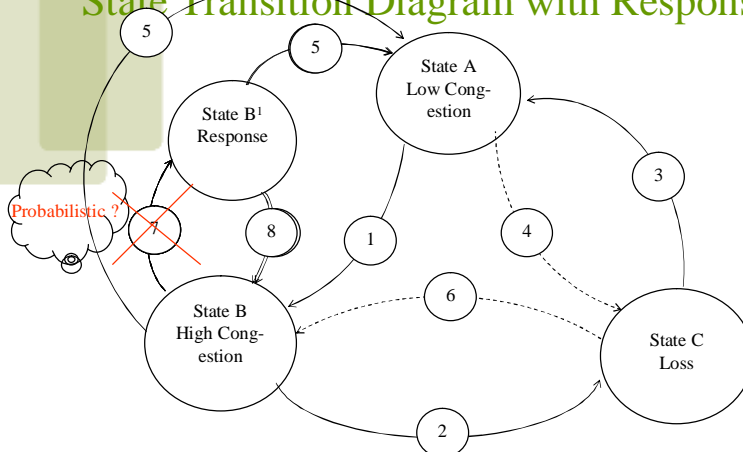 State Transition Diagram with Respons
5
5
State A
Low Cong-
estion
State B¹
Response
3
Probabilistic ?
7
8
1
4
6
State B
High Cong-
estion
State C
Loss
2